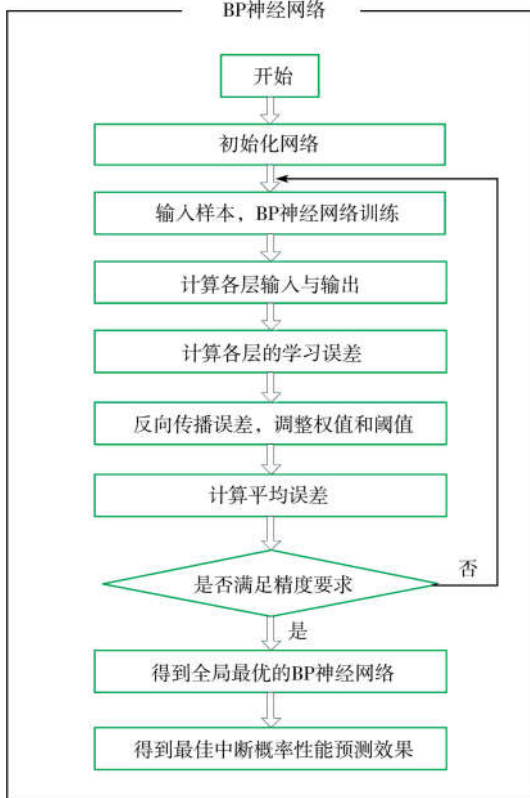 BP神经网络
开始
初始化网络
输入样本，BP神经网络训练
计算各层输入与输出
计算各层的学习误差
反向传播误差，调整权值和阈值
计算平均误差
是否满足精度要求
否
是
得到全局最优的BP神经网络
得到最佳中断概率性能预测效果